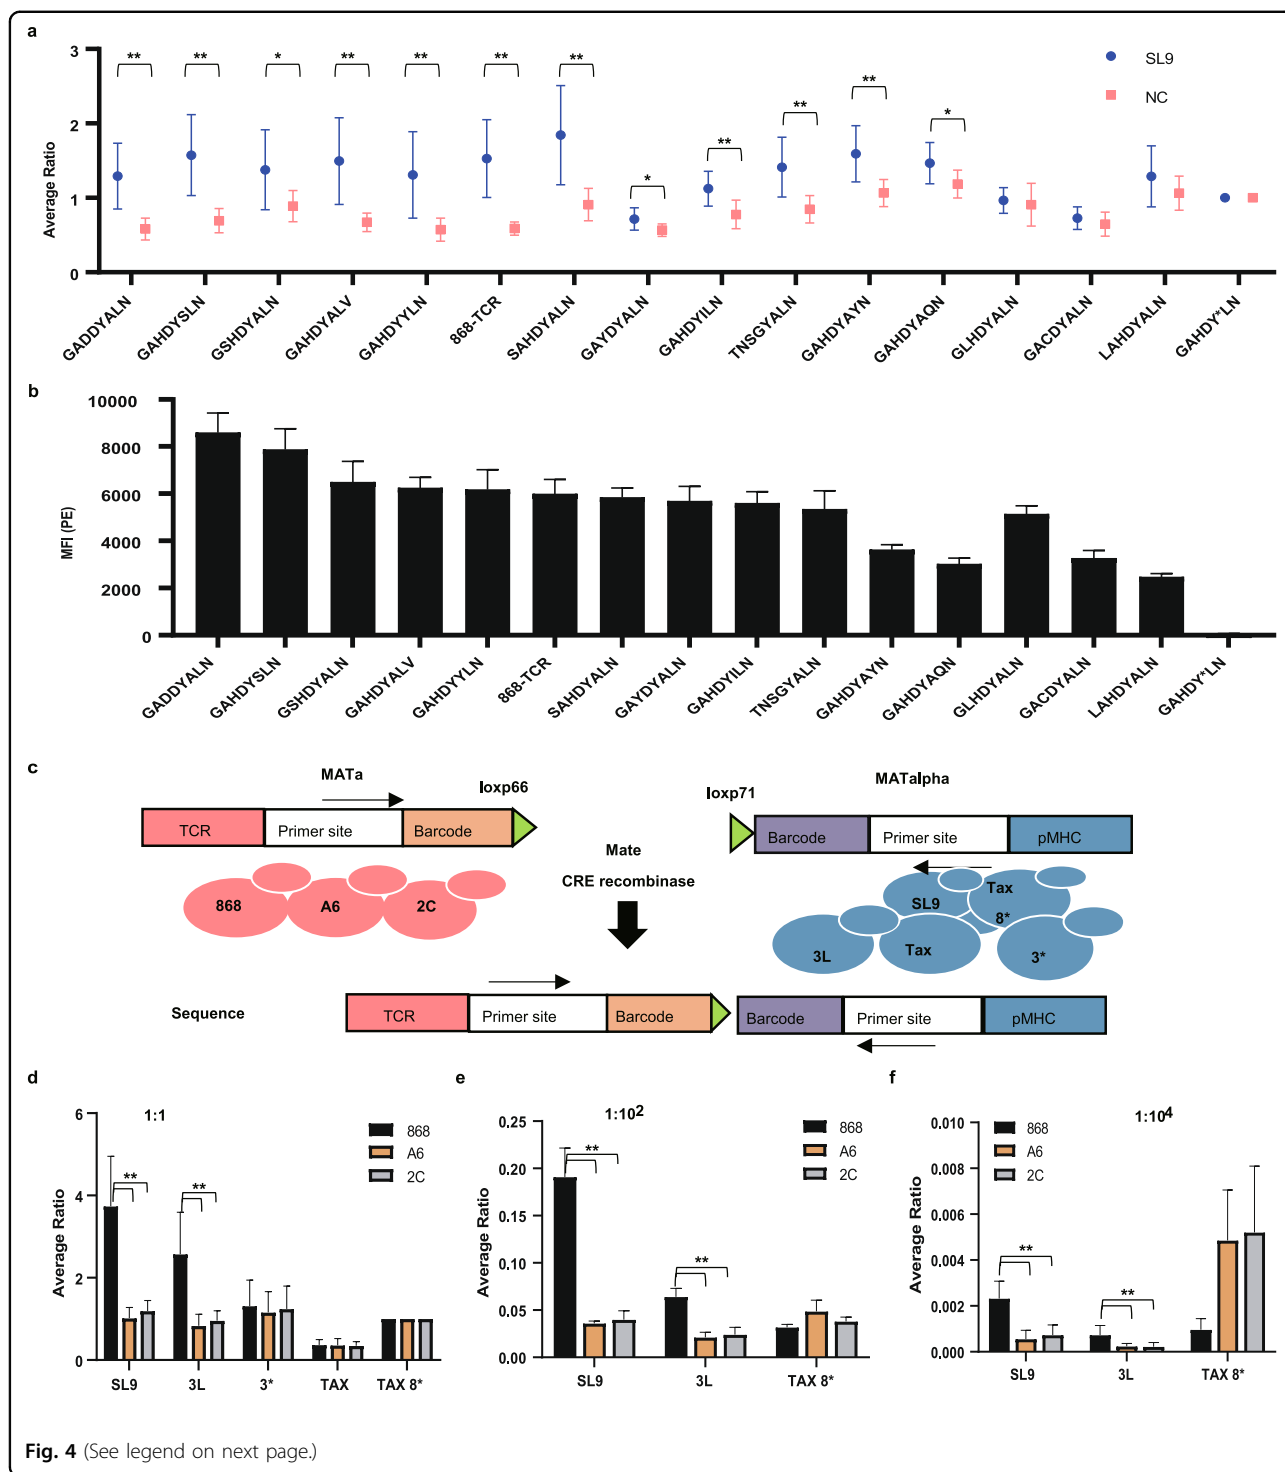 a
3
2
1
0
Average Ratio
** ** * ** ** ** ** * ** ** ** *
SL9
NC
GADDYALN GAHDYSLN GSHDYALN GAHDYALV GAHDYYLN 868-TCR SAHDYALN GAYDYALN GAHDYILN TNSGYALN GAHDYAYN GAHDYAQN GLHDYALN GACDYALN LAHDYALN GAHDY*LN
b
10000
8000
6000
4000
2000
0
MFI (PE)
GADDYALN GAHDYSLN GSHDYALN GAHDYALV GAHDYYLN 868-TCR SAHDYALN GAYDYALN GAHDYILN TNSGYALN GAHDYAYN GAHDYAQN GLHDYALN GACDYALN LAHDYALN GAHDY*LN
c
MATa
loxp66
loxp71
MATalpha
TCR Primer site Barcode
Barcode Primer site pMHC
Mate
CRE recombinase
868 A6 2C
SL9 Tax 8*
3L Tax 3*
Sequence
TCR Primer site Barcode Barcode Primer site pMHC
d
1:1
6
4
2
0
Average Ratio
868
A6
2C
** **
SL9 3L 3* TAX TAX 8*
e
1:10²
0.25
0.20
0.15
0.10
0.05
0.00
Average Ratio
868
A6
2C
** **
SL9 3L TAX 8*
f
1:10⁴
0.010
0.008
0.006
0.004
0.002
0.000
Average Ratio
868
A6
2C
** **
SL9 3L TAX 8*
Fig. 4 (See legend on next page.)